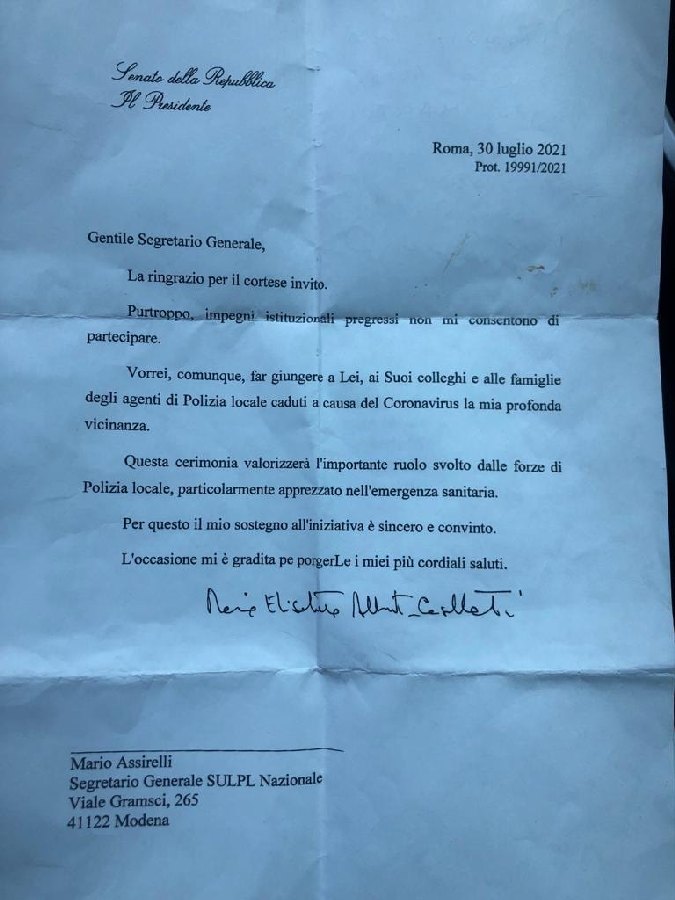 Senato della Repubblica
Il Presidente
Roma, 30 luglio 2021
Prot. 19991/2021
Gentile Segretario Generale,
La ringrazio per il cortese invito.
Purtroppo, impegni istituzionali pregressi non mi consentono di
partecipare.
Vorrei, comunque, far giungere a Lei, ai Suoi colleghi e alle famiglie
degli agenti di Polizia locale caduti a causa del Coronavirus la mia profonda
vicinanza.
Questa cerimonia valorizzerà l'importante ruolo svolto dalle forze di
Polizia locale, particolarmente apprezzato nell'emergenza sanitaria.
Per questo il mio sostegno all'iniziativa è sincero e convinto.
L'occasione mi è gradita pe porgerLe i miei più cordiali saluti.
Maria Elisabetta Alberti Casellati
Mario Assirelli
Segretario Generale SULPL Nazionale
Viale Gramsci, 265
41122 Modena